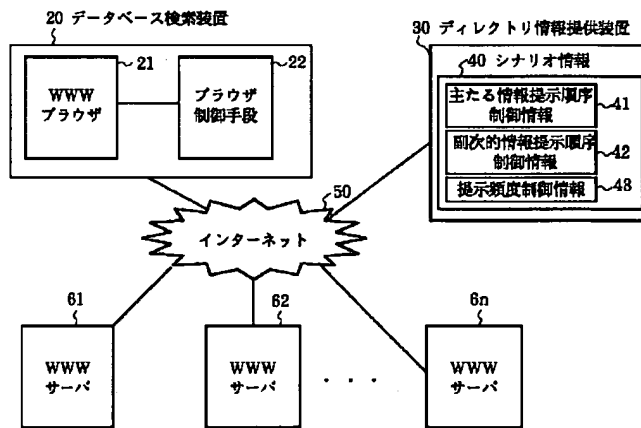 20 データベース検索装置
21
22
WWW
ブラウザ
ブラウザ
制御手段
30 ディレクトリ情報提供装置
40 シナリオ情報
主たる情報提示順序
制御情報
41
副次的情報提示順序
制御情報
42
提示頻度制御情報
43
50
インターネット
61
WWW
サーバ
62
WWW
サーバ
・・・
6n
WWW
サーバ